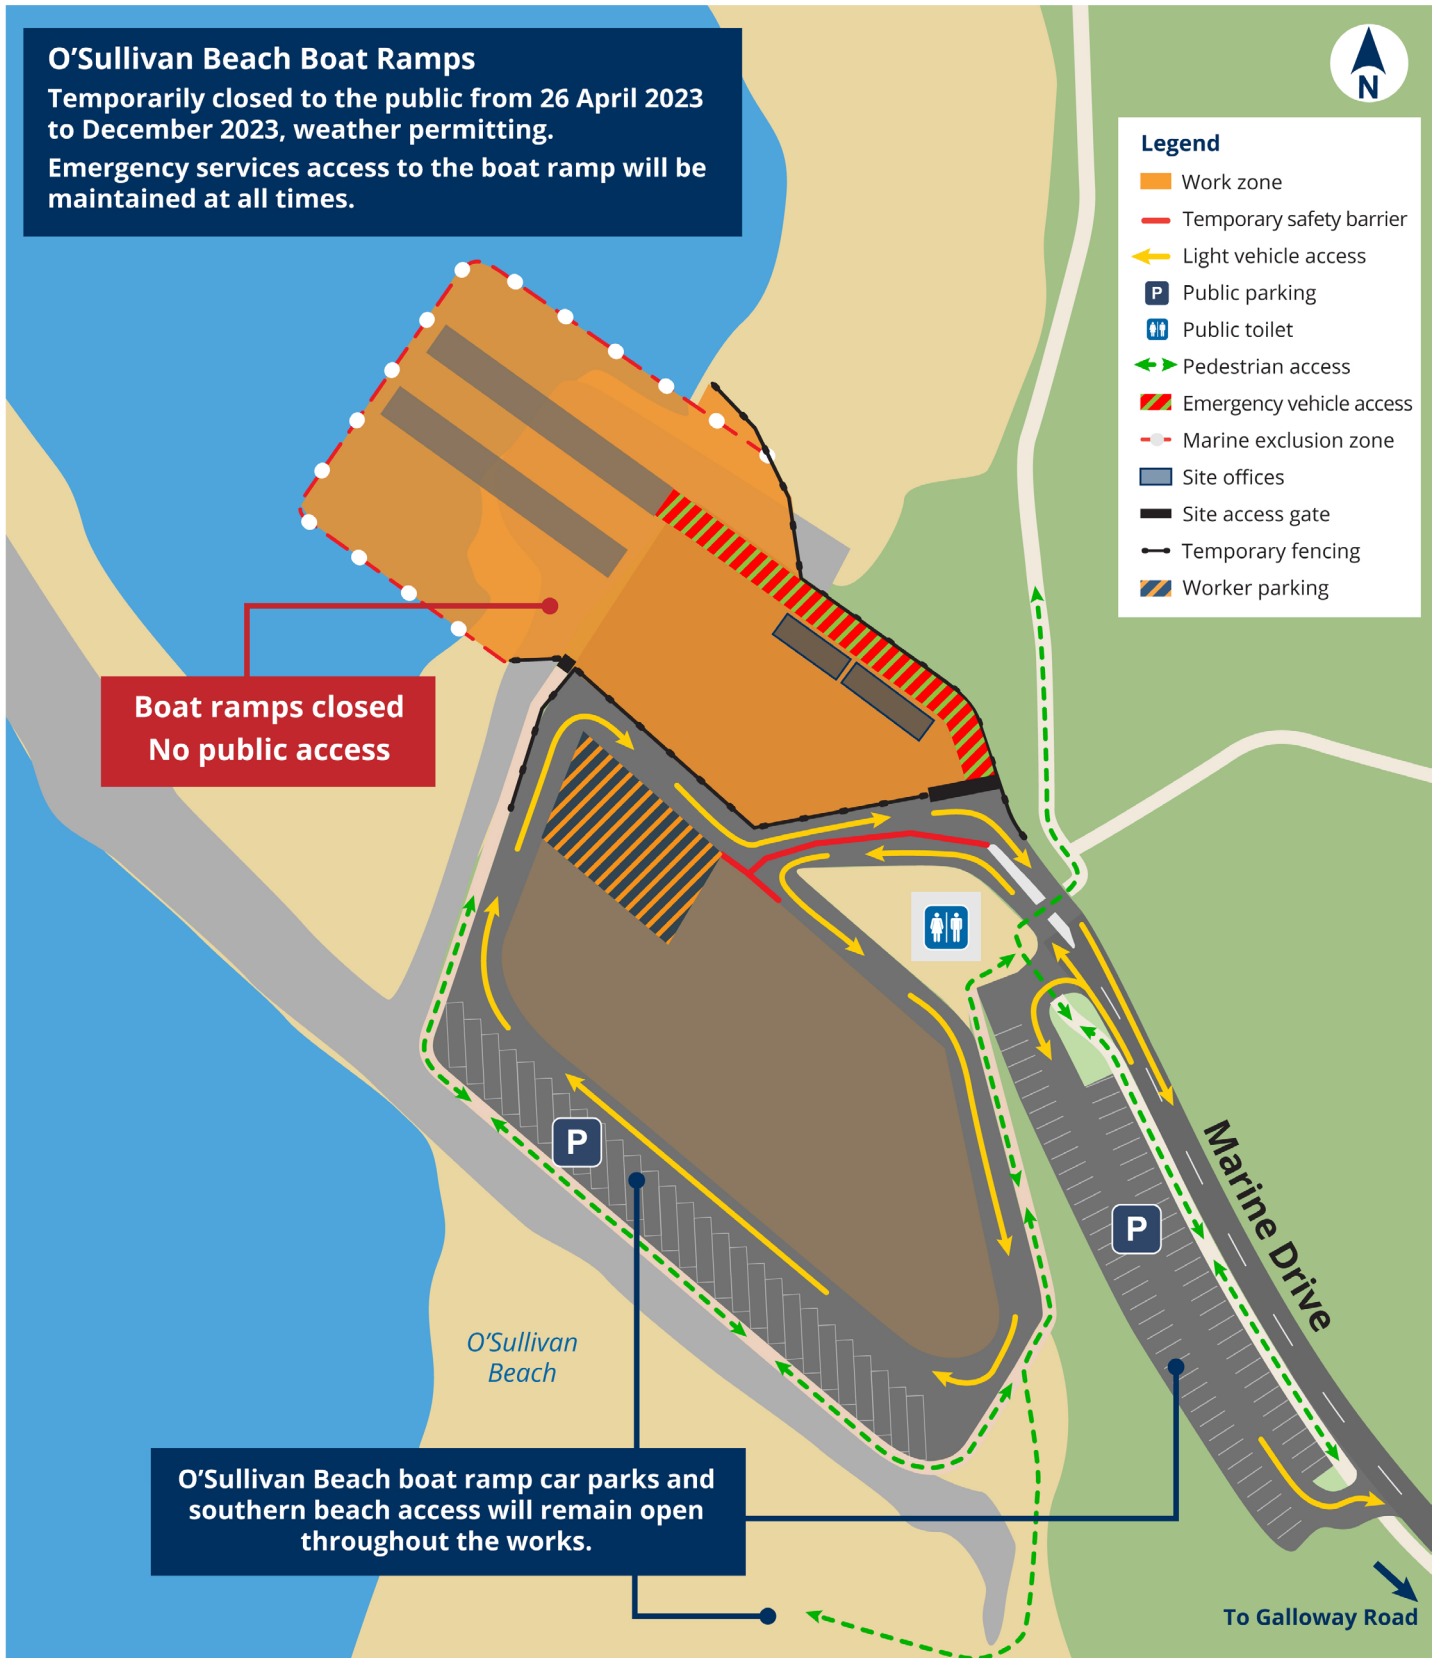 O’Sullivan Beach Boat Ramps
Temporarily closed to the public from 26 April 2023
to December 2023, weather permitting.
Emergency services access to the boat ramp will be
maintained at all times.
N
Legend
Work zone
Temporary safety barrier
Light vehicle access
P Public parking
Public toilet
Pedestrian access
Emergency vehicle access
Marine exclusion zone
Site offices
Site access gate
Temporary fencing
Worker parking
Boat ramps closed
No public access
P
P
Marine Drive
O’Sullivan
Beach
O’Sullivan Beach boat ramp car parks and
southern beach access will remain open
throughout the works.
To Galloway Road